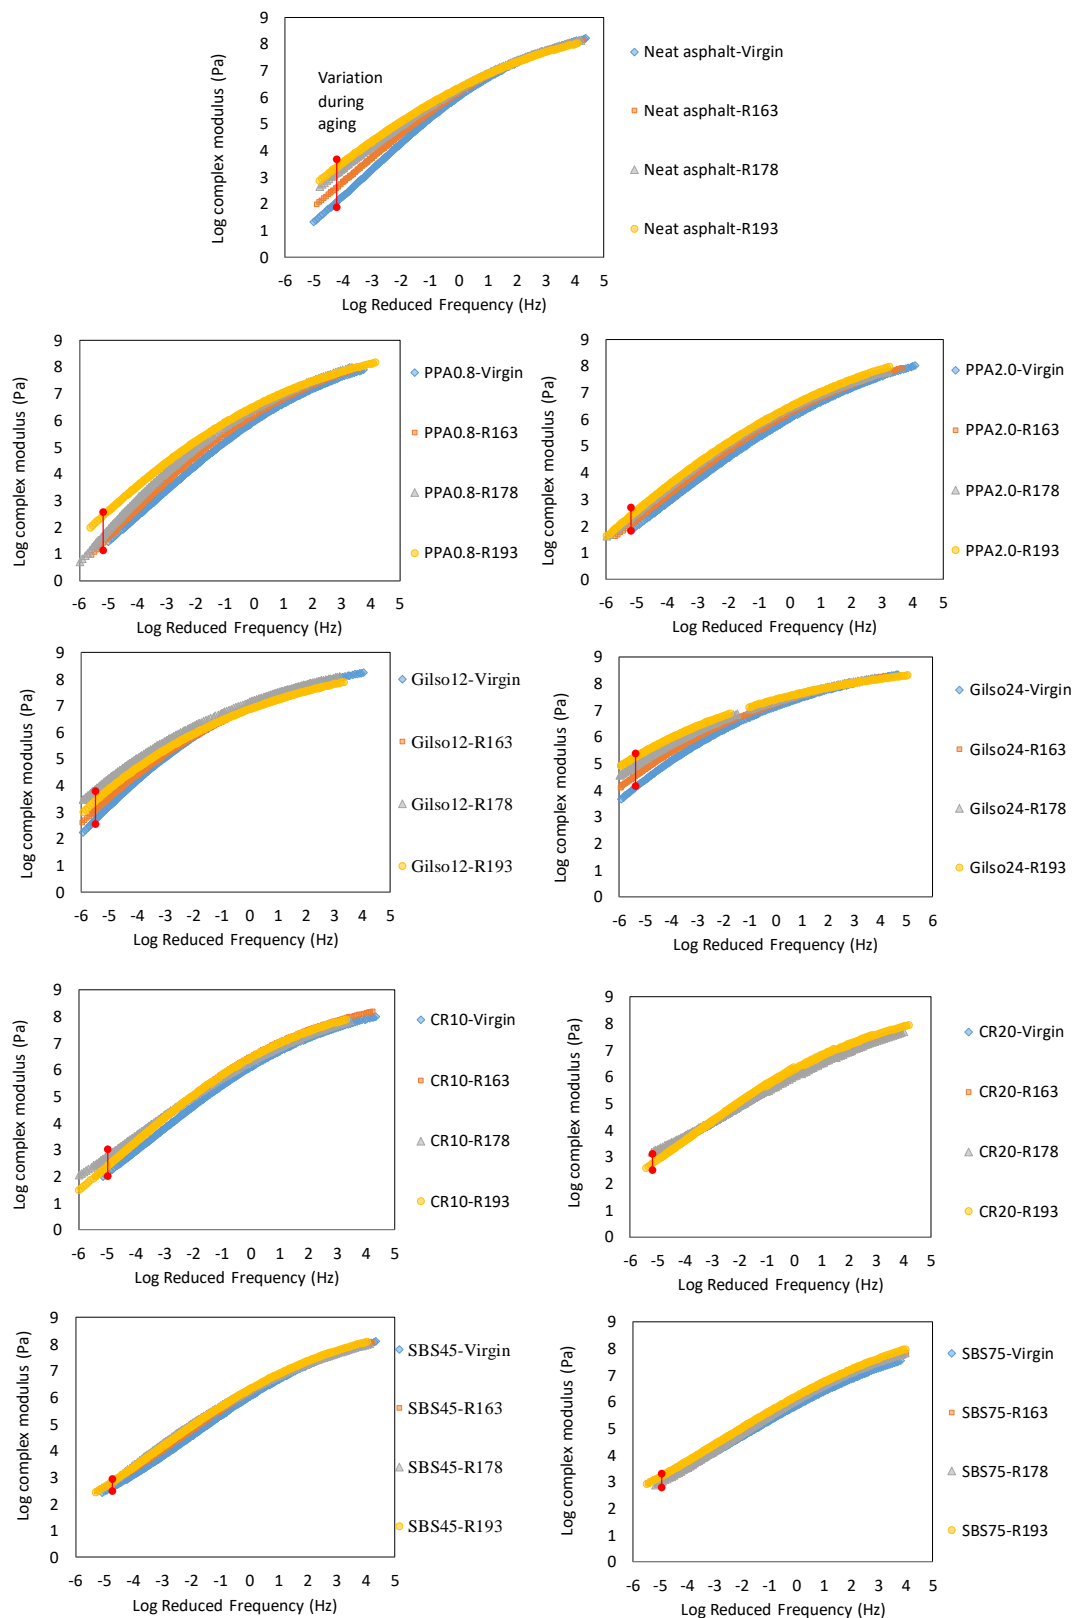 Log complex modulus (Pa)
9
8
7
6
5
4
3
2
1
0
Variation
during
aging
-6 -5 -4 -3 -2 -1 0 1 2 3 4 5
Log Reduced Frequency (Hz)
Neat asphalt-Virgin
Neat asphalt-R163
Neat asphalt-R178
Neat asphalt-R193
Log complex modulus (Pa)
9
8
7
6
5
4
3
2
1
0
-6 -5 -4 -3 -2 -1 0 1 2 3 4 5
Log Reduced Frequency (Hz)
PPA0.8-Virgin
PPA0.8-R163
PPA0.8-R178
PPA0.8-R193
Log complex modulus (Pa)
9
8
7
6
5
4
3
2
1
0
-6 -5 -4 -3 -2 -1 0 1 2 3 4 5
Log Reduced Frequency (Hz)
PPA2.0-Virgin
PPA2.0-R163
PPA2.0-R178
PPA2.0-R193
Log complex modulus (Pa)
9
8
7
6
5
4
3
2
1
0
-6 -5 -4 -3 -2 -1 0 1 2 3 4 5
Log Reduced Frequency (Hz)
Gilso12-Virgin
Gilso12-R163
Gilso12-R178
Gilso12-R193
Log complex modulus (Pa)
9
8
7
6
5
4
3
2
1
0
-6 -5 -4 -3 -2 -1 0 1 2 3 4 5 6
Log Reduced Frequency (Hz)
Gilso24-Virgin
Gilso24-R163
Gilso24-R178
Gilso24-R193
Log complex modulus (Pa)
9
8
7
6
5
4
3
2
1
0
-6 -5 -4 -3 -2 -1 0 1 2 3 4 5
Log Reduced Frequency (Hz)
CR10-Virgin
CR10-R163
CR10-R178
CR10-R193
Log complex modulus (Pa)
9
8
7
6
5
4
3
2
1
0
-6 -5 -4 -3 -2 -1 0 1 2 3 4 5
Log Reduced Frequency (Hz)
CR20-Virgin
CR20-R163
CR20-R178
CR20-R193
Log complex modulus (Pa)
9
8
7
6
5
4
3
2
1
0
-6 -5 -4 -3 -2 -1 0 1 2 3 4 5
Log Reduced Frequency (Hz)
SBS45-Virgin
SBS45-R163
SBS45-R178
SBS45-R193
Log complex modulus (Pa)
9
8
7
6
5
4
3
2
1
0
-6 -5 -4 -3 -2 -1 0 1 2 3 4 5
Log Reduced Frequency (Hz)
SBS75-Virgin
SBS75-R163
SBS75-R178
SBS75-R193